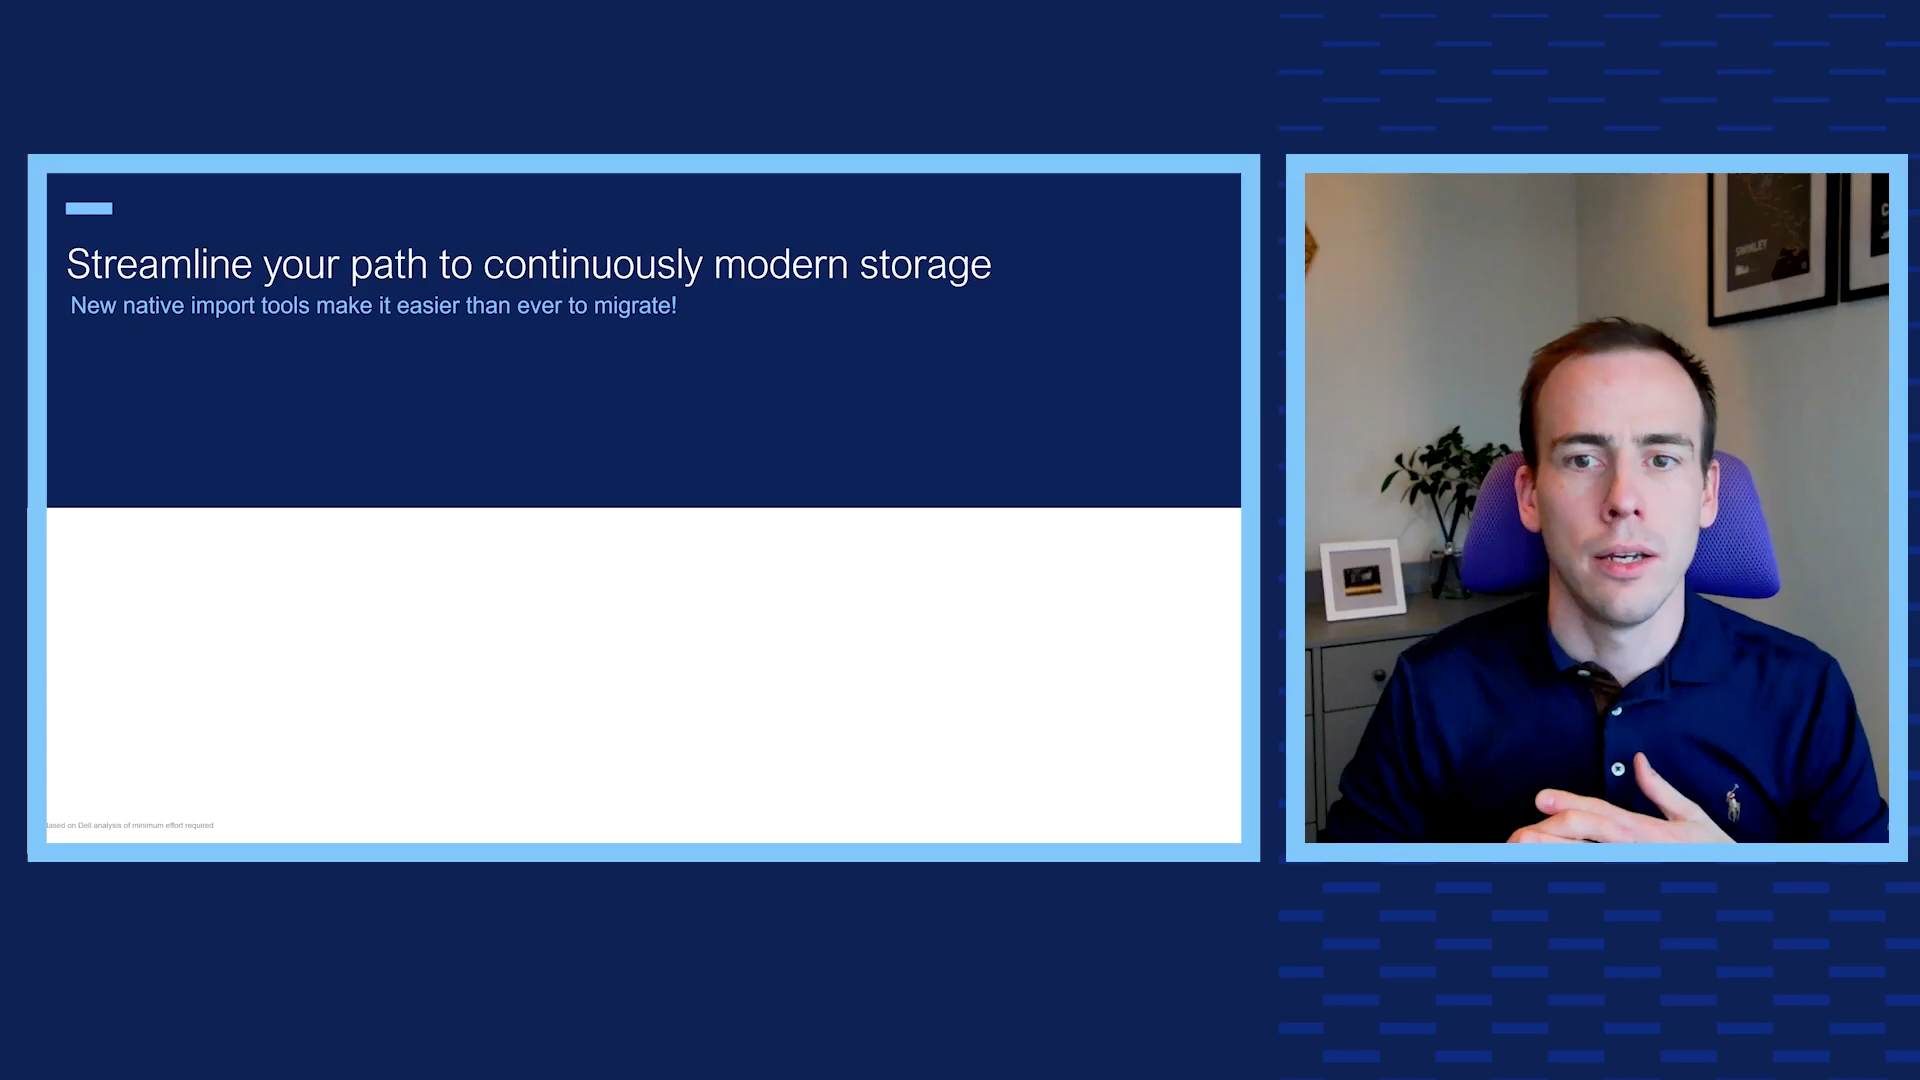 Streamline your path to continuously modern storage
New native import tools make it easier than ever to migrate!
ased on Dell analysis of minimum effort required
SWINLEY